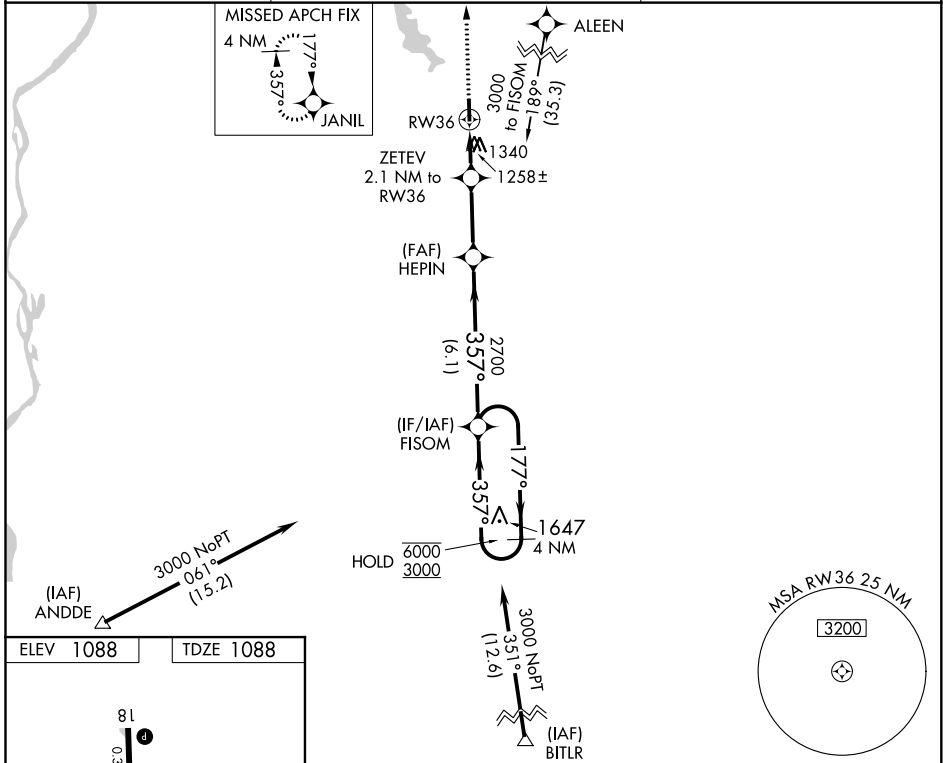 MISSED APCH FIX
4 NM
177°
357°
JANIL
ALEEN
3000
to FISOM
189°
(35.3)
RW36
1340
1258±
ZETEV
2.1 NM to
RW36
(FAF)
HEPIN
2700
357°
(6.1)
(IF/IAF)
FISOM
177°
357°
1647
4 NM
HOLD
6000
3000
3000 NoPT
061°
(15.2)
(IAF)
ANDDE
3000 NoPT
351°
(12.6)
(IAF)
BITLR
MSA RW36 25 NM
3200
ELEV 1088
TDZE 1088
18
P